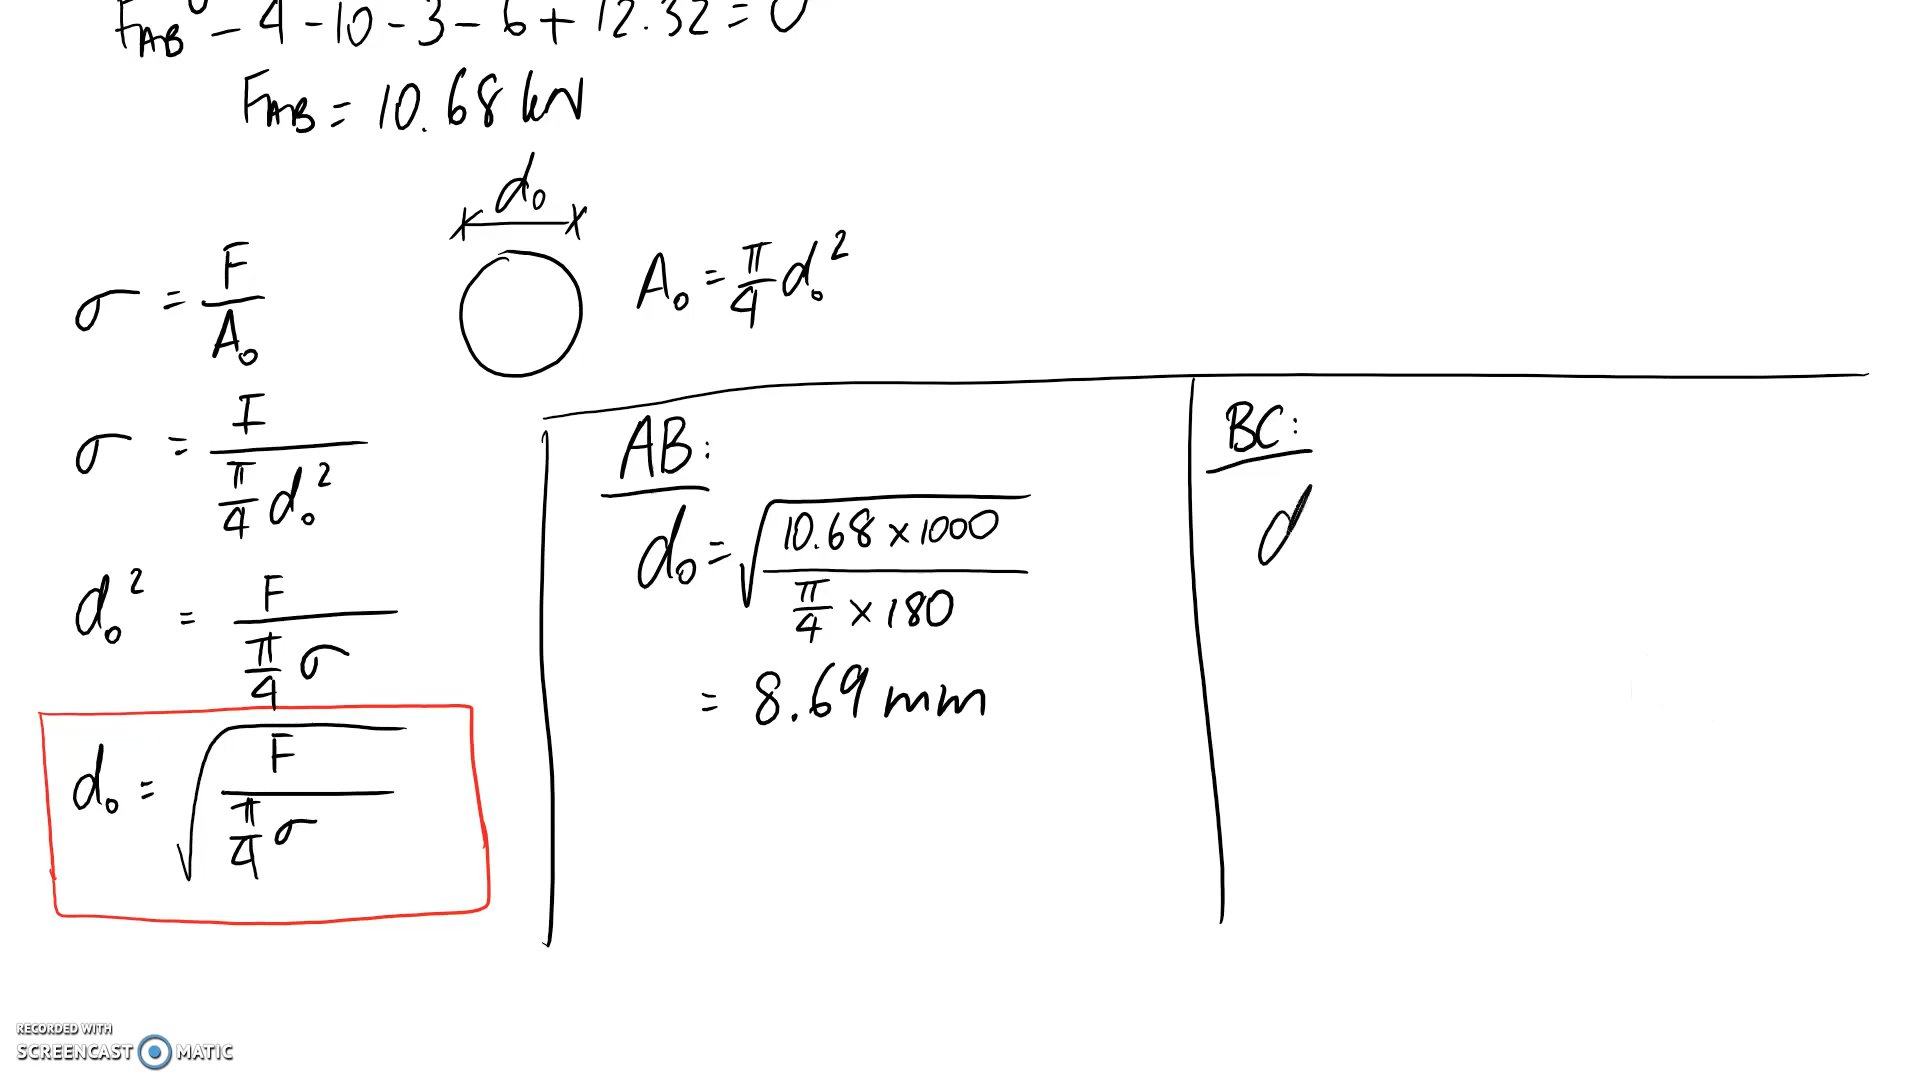 F_AB - 4 - 10 - 3 - 6 + 12.32 = 0
F_AB = 10.68 kN
d₀
σ = F / A₀
A₀ = π/4 d₀²
σ = F / (π/4 d₀²)
d₀² = F / (π/4 σ)
d₀ = √(F / (π/4 σ))
AB:
d₀ = √(10.68 × 1000 / (π/4 × 180))
= 8.69 mm
BC:
d
RECORDED WITH
SCREENCAST MATIC